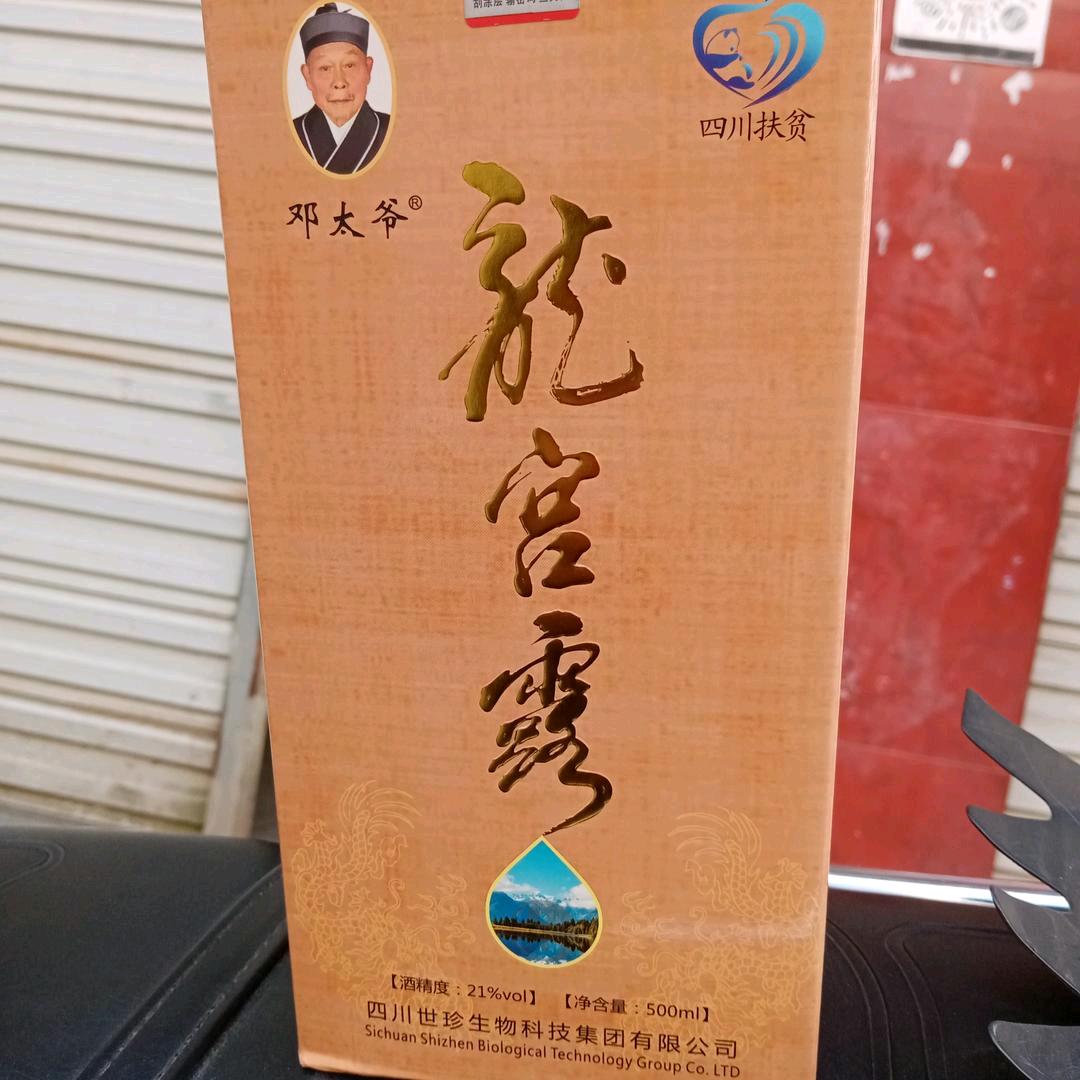 四川扶贫
邓太爷®
龍宫露
【酒精度：21%vol】 【净含量：500ml】
四川世珍生物科技集团有限公司
Sichuan Shizhen Biological Technology Group Co. LTD